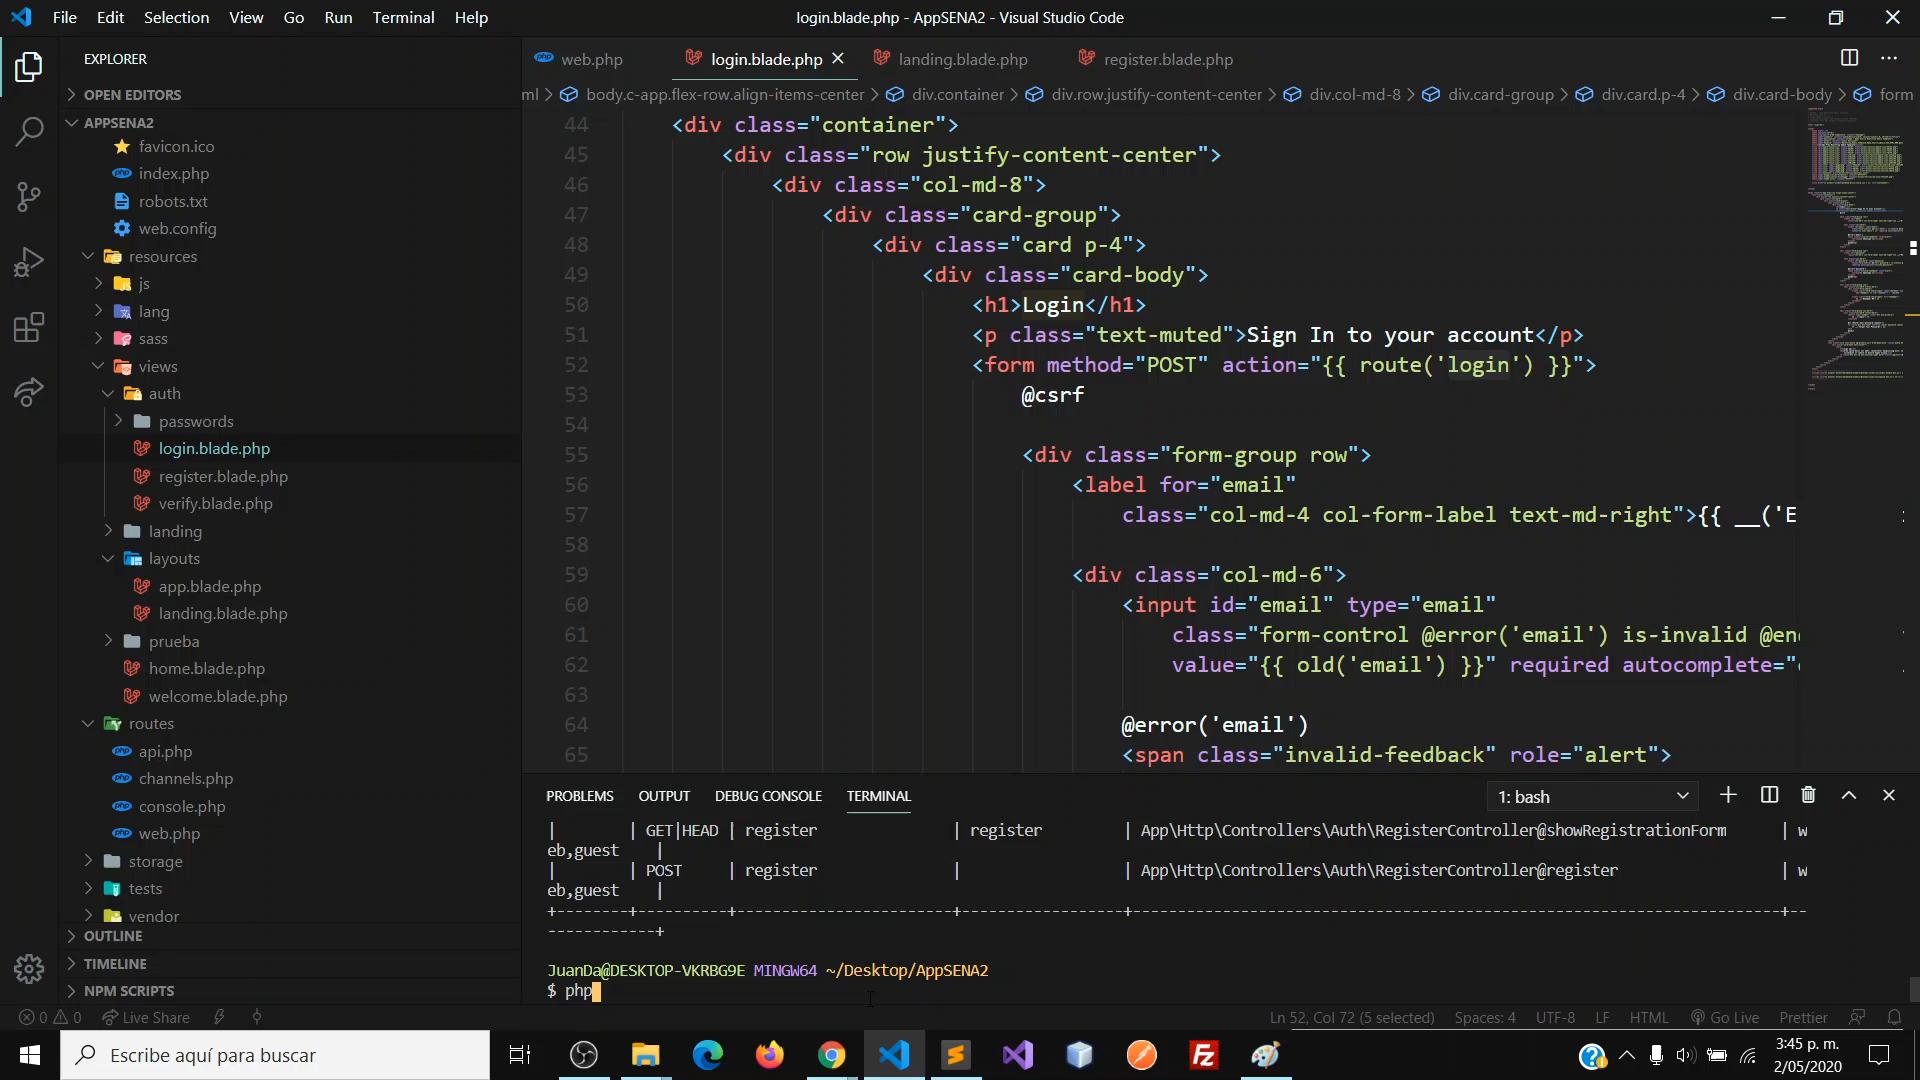 File Edit Selection View Go Run Terminal Help
login.blade.php - AppSENA2 - Visual Studio Code
EXPLORER
OPEN EDITORS
APPSENA2
favicon.ico
index.php
robots.txt
web.config
resources
js
lang
sass
views
auth
passwords
login.blade.php
register.blade.php
verify.blade.php
landing
layouts
app.blade.php
landing.blade.php
prueba
home.blade.php
welcome.blade.php
routes
api.php
channels.php
console.php
web.php
storage
tests
vendor
OUTLINE
TIMELINE
NPM SCRIPTS
web.php login.blade.php landing.blade.php register.blade.php
ml > body.c-app.flex-row.align-items-center > div.container > div.row.justify-content-center > div.col-md-8 > div.card-group > div.card.p-4 > div.card-body > form
44 <div class="container">
45 <div class="row justify-content-center">
46 <div class="col-md-8">
47 <div class="card-group">
48 <div class="card p-4">
49 <div class="card-body">
50 <h1>Login</h1>
51 <p class="text-muted">Sign In to your account</p>
52 <form method="POST" action="{{ route('login') }}">
53 @csrf
54
55 <div class="form-group row">
56 <label for="email"
57 class="col-md-4 col-form-label text-md-right">{{ __('E
58
59 <div class="col-md-6">
60 <input id="email" type="email"
61 class="form-control @error('email') is-invalid @en
62 value="{{ old('email') }}" required autocomplete="
63
64 @error('email')
65 <span class="invalid-feedback" role="alert">
PROBLEMS OUTPUT DEBUG CONSOLE TERMINAL
1: bash
| | GET|HEAD | register | register | App\Http\Controllers\Auth\RegisterController@showRegistrationForm | w
eb,guest |
| | POST | register | | App\Http\Controllers\Auth\RegisterController@register | w
eb,guest |
+--------+----------+------------------------+------------------+------------------------------------------------------------------------+--
------------+
JuanDa@DESKTOP-VKRBG9E MINGW64 ~/Desktop/AppSENA2
$ php
0 0 Live Share
Ln 52, Col 72 (5 selected) Spaces: 4 UTF-8 LF HTML Go Live Prettier
Escribe aquí para buscar
3:45 p. m.
2/05/2020